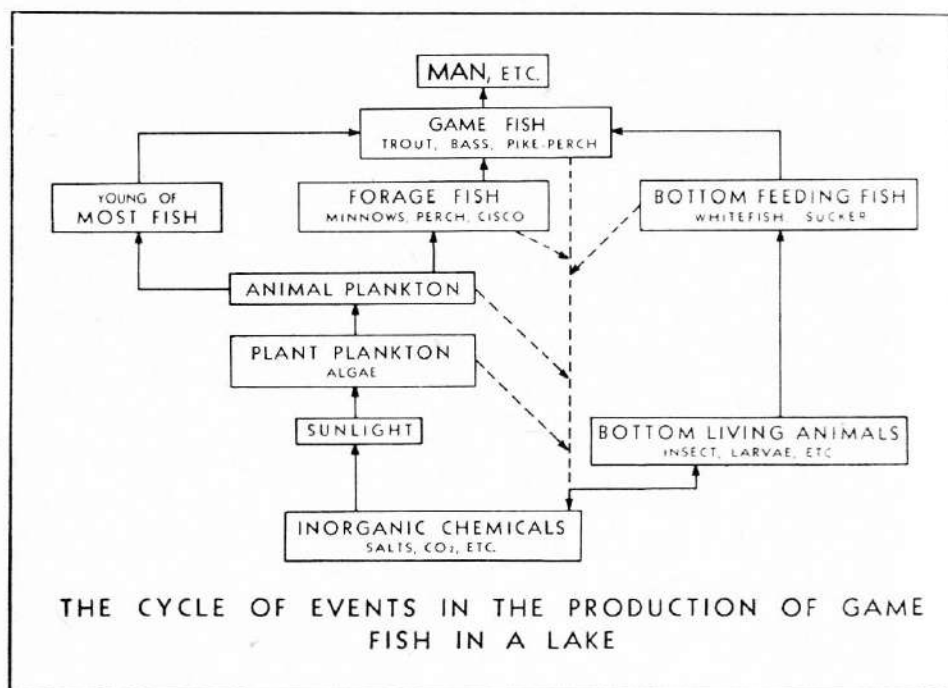 MAN, ETC.
GAME FISH
TROUT, BASS, PIKE-PERCH
YOUNG OF
MOST FISH
FORAGE FISH
MINNOWS, PERCH, CISCO
BOTTOM FEEDING FISH
WHITEFISH. SUCKER
ANIMAL PLANKTON
PLANT PLANKTON
ALGAE
SUNLIGHT
BOTTOM LIVING ANIMALS
INSECT, LARVAE, ETC
INORGANIC CHEMICALS
SALTS, CO₂, ETC.
THE CYCLE OF EVENTS IN THE PRODUCTION OF GAME
FISH IN A LAKE